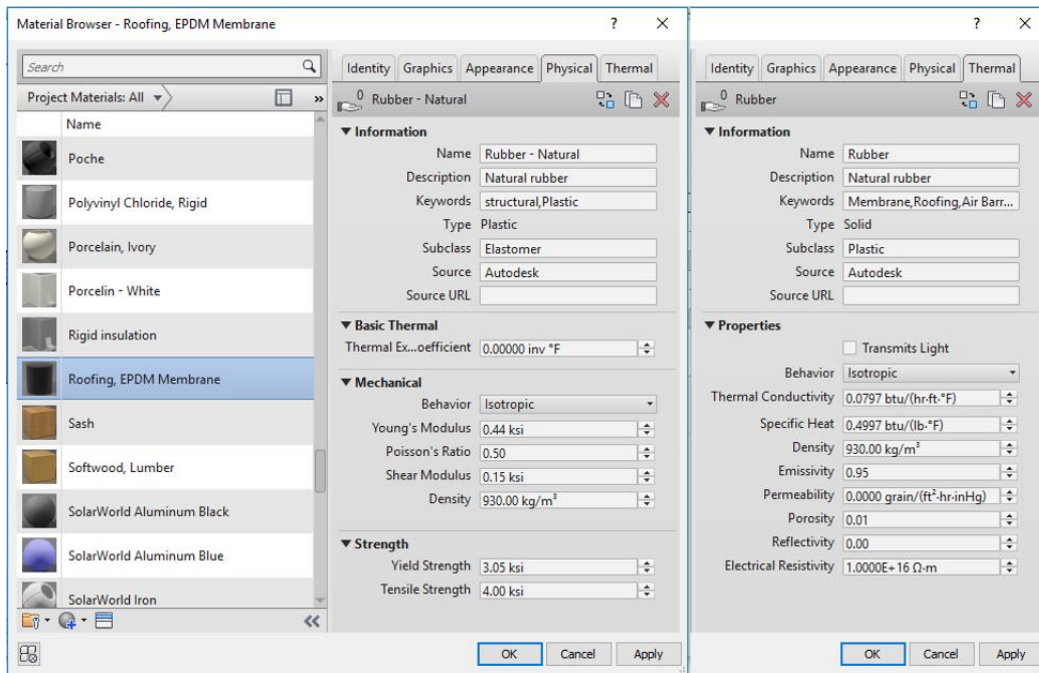 Material Browser - Roofing, EPDM Membrane ?
Search
Project Materials: All
Name
Poche
Polyvinyl Chloride, Rigid
Porcelain, Ivory
Porcelin - White
Rigid insulation
Roofing, EPDM Membrane
Sash
Softwood, Lumber
SolarWorld Aluminum Black
SolarWorld Aluminum Blue
SolarWorld Iron
Identity Graphics Appearance Physical Thermal
0 Rubber - Natural
Information
Name Rubber - Natural
Description Natural rubber
Keywords structural,Plastic
Type Plastic
Subclass Elastomer
Source Autodesk
Source URL
Basic Thermal
Thermal Ex...oefficient 0.00000 inv °F
Mechanical
Behavior Isotropic
Young's Modulus 0.44 ksi
Poisson's Ratio 0.50
Shear Modulus 0.15 ksi
Density 930.00 kg/m³
Strength
Yield Strength 3.05 ksi
Tensile Strength 4.00 ksi
OK Cancel Apply
?
Identity Graphics Appearance Physical Thermal
0 Rubber
Information
Name Rubber
Description Natural rubber
Keywords Membrane,Roofing,Air Barr...
Type Solid
Subclass Plastic
Source Autodesk
Source URL
Properties
Transmits Light
Behavior Isotropic
Thermal Conductivity 0.0797 btu/(hr·ft·°F)
Specific Heat 0.4997 btu/(lb·°F)
Density 930.00 kg/m³
Emissivity 0.95
Permeability 0.0000 grain/(ft²·hr·inHg)
Porosity 0.01
Reflectivity 0.00
Electrical Resistivity 1.0000E+16 Ω·m
OK Cancel Apply